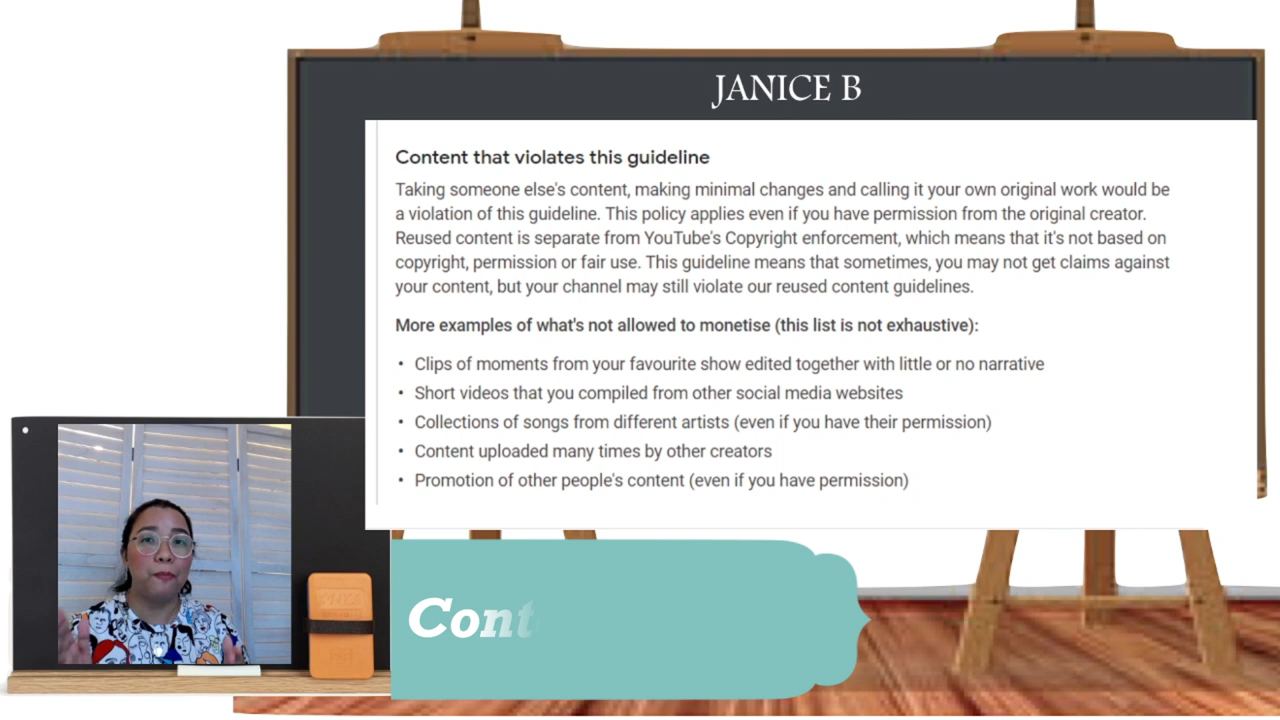 JANICE B
Content that violates this guideline
Taking someone else's content, making minimal changes and calling it your own original work would be
a violation of this guideline. This policy applies even if you have permission from the original creator.
Reused content is separate from YouTube's Copyright enforcement, which means that it's not based on
copyright, permission or fair use. This guideline means that sometimes, you may not get claims against
your content, but your channel may still violate our reused content guidelines.
More examples of what's not allowed to monetise (this list is not exhaustive):
• Clips of moments from your favourite show edited together with little or no narrative
• Short videos that you compiled from other social media websites
• Collections of songs from different artists (even if you have their permission)
• Content uploaded many times by other creators
• Promotion of other people's content (even if you have permission)
Cont